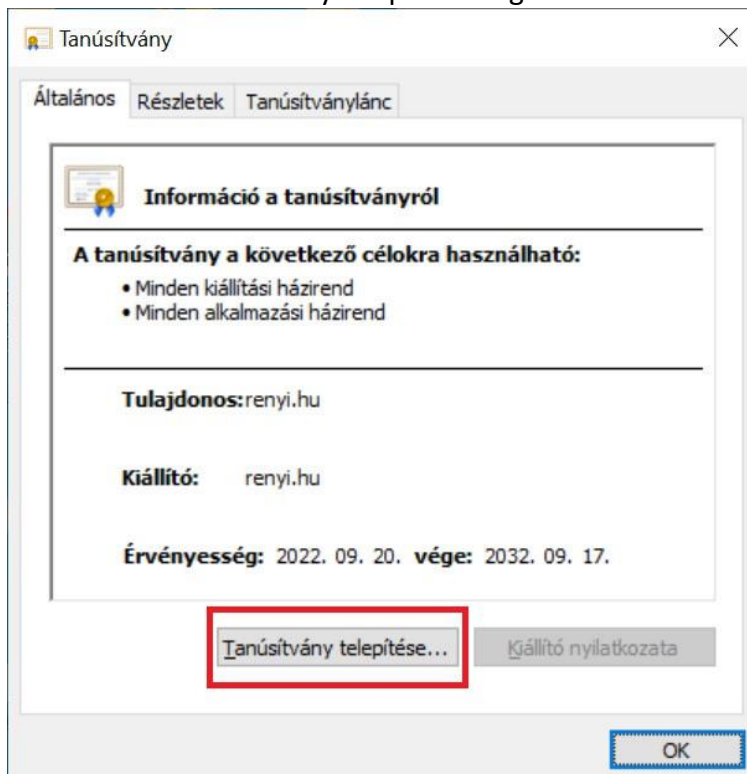 Tanúsítvány
Általános Részletek Tanúsítványlánc
Információ a tanúsítványról
A tanúsítvány a következő célokra használható:
• Minden kiállítási házirend
• Minden alkalmazási házirend
Tulajdonos: renyi.hu
Kiállító: renyi.hu
Érvényesség: 2022. 09. 20. vége: 2032. 09. 17.
Tanúsítvány telepítése... Kiállító nyilatkozata
OK